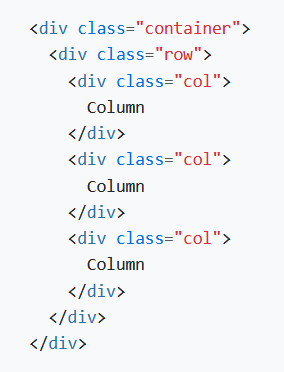 <div class="container">
  <div class="row">
    <div class="col">
      Column
    </div>
    <div class="col">
      Column
    </div>
    <div class="col">
      Column
    </div>
  </div>
</div>